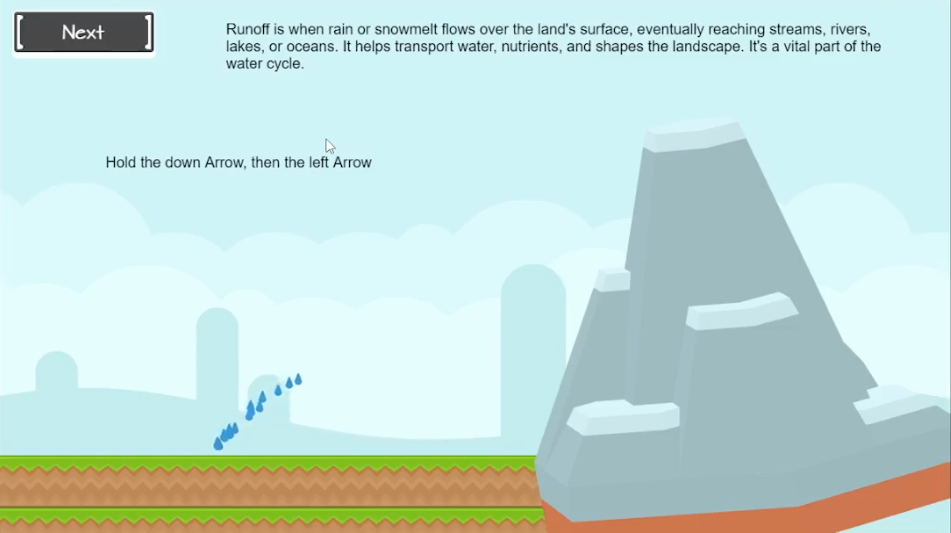 Next
Runoff is when rain or snowmelt flows over the land's surface, eventually reaching streams, rivers,
lakes, or oceans. It helps transport water, nutrients, and shapes the landscape. It's a vital part of the
water cycle.
Hold the down Arrow, then the left Arrow